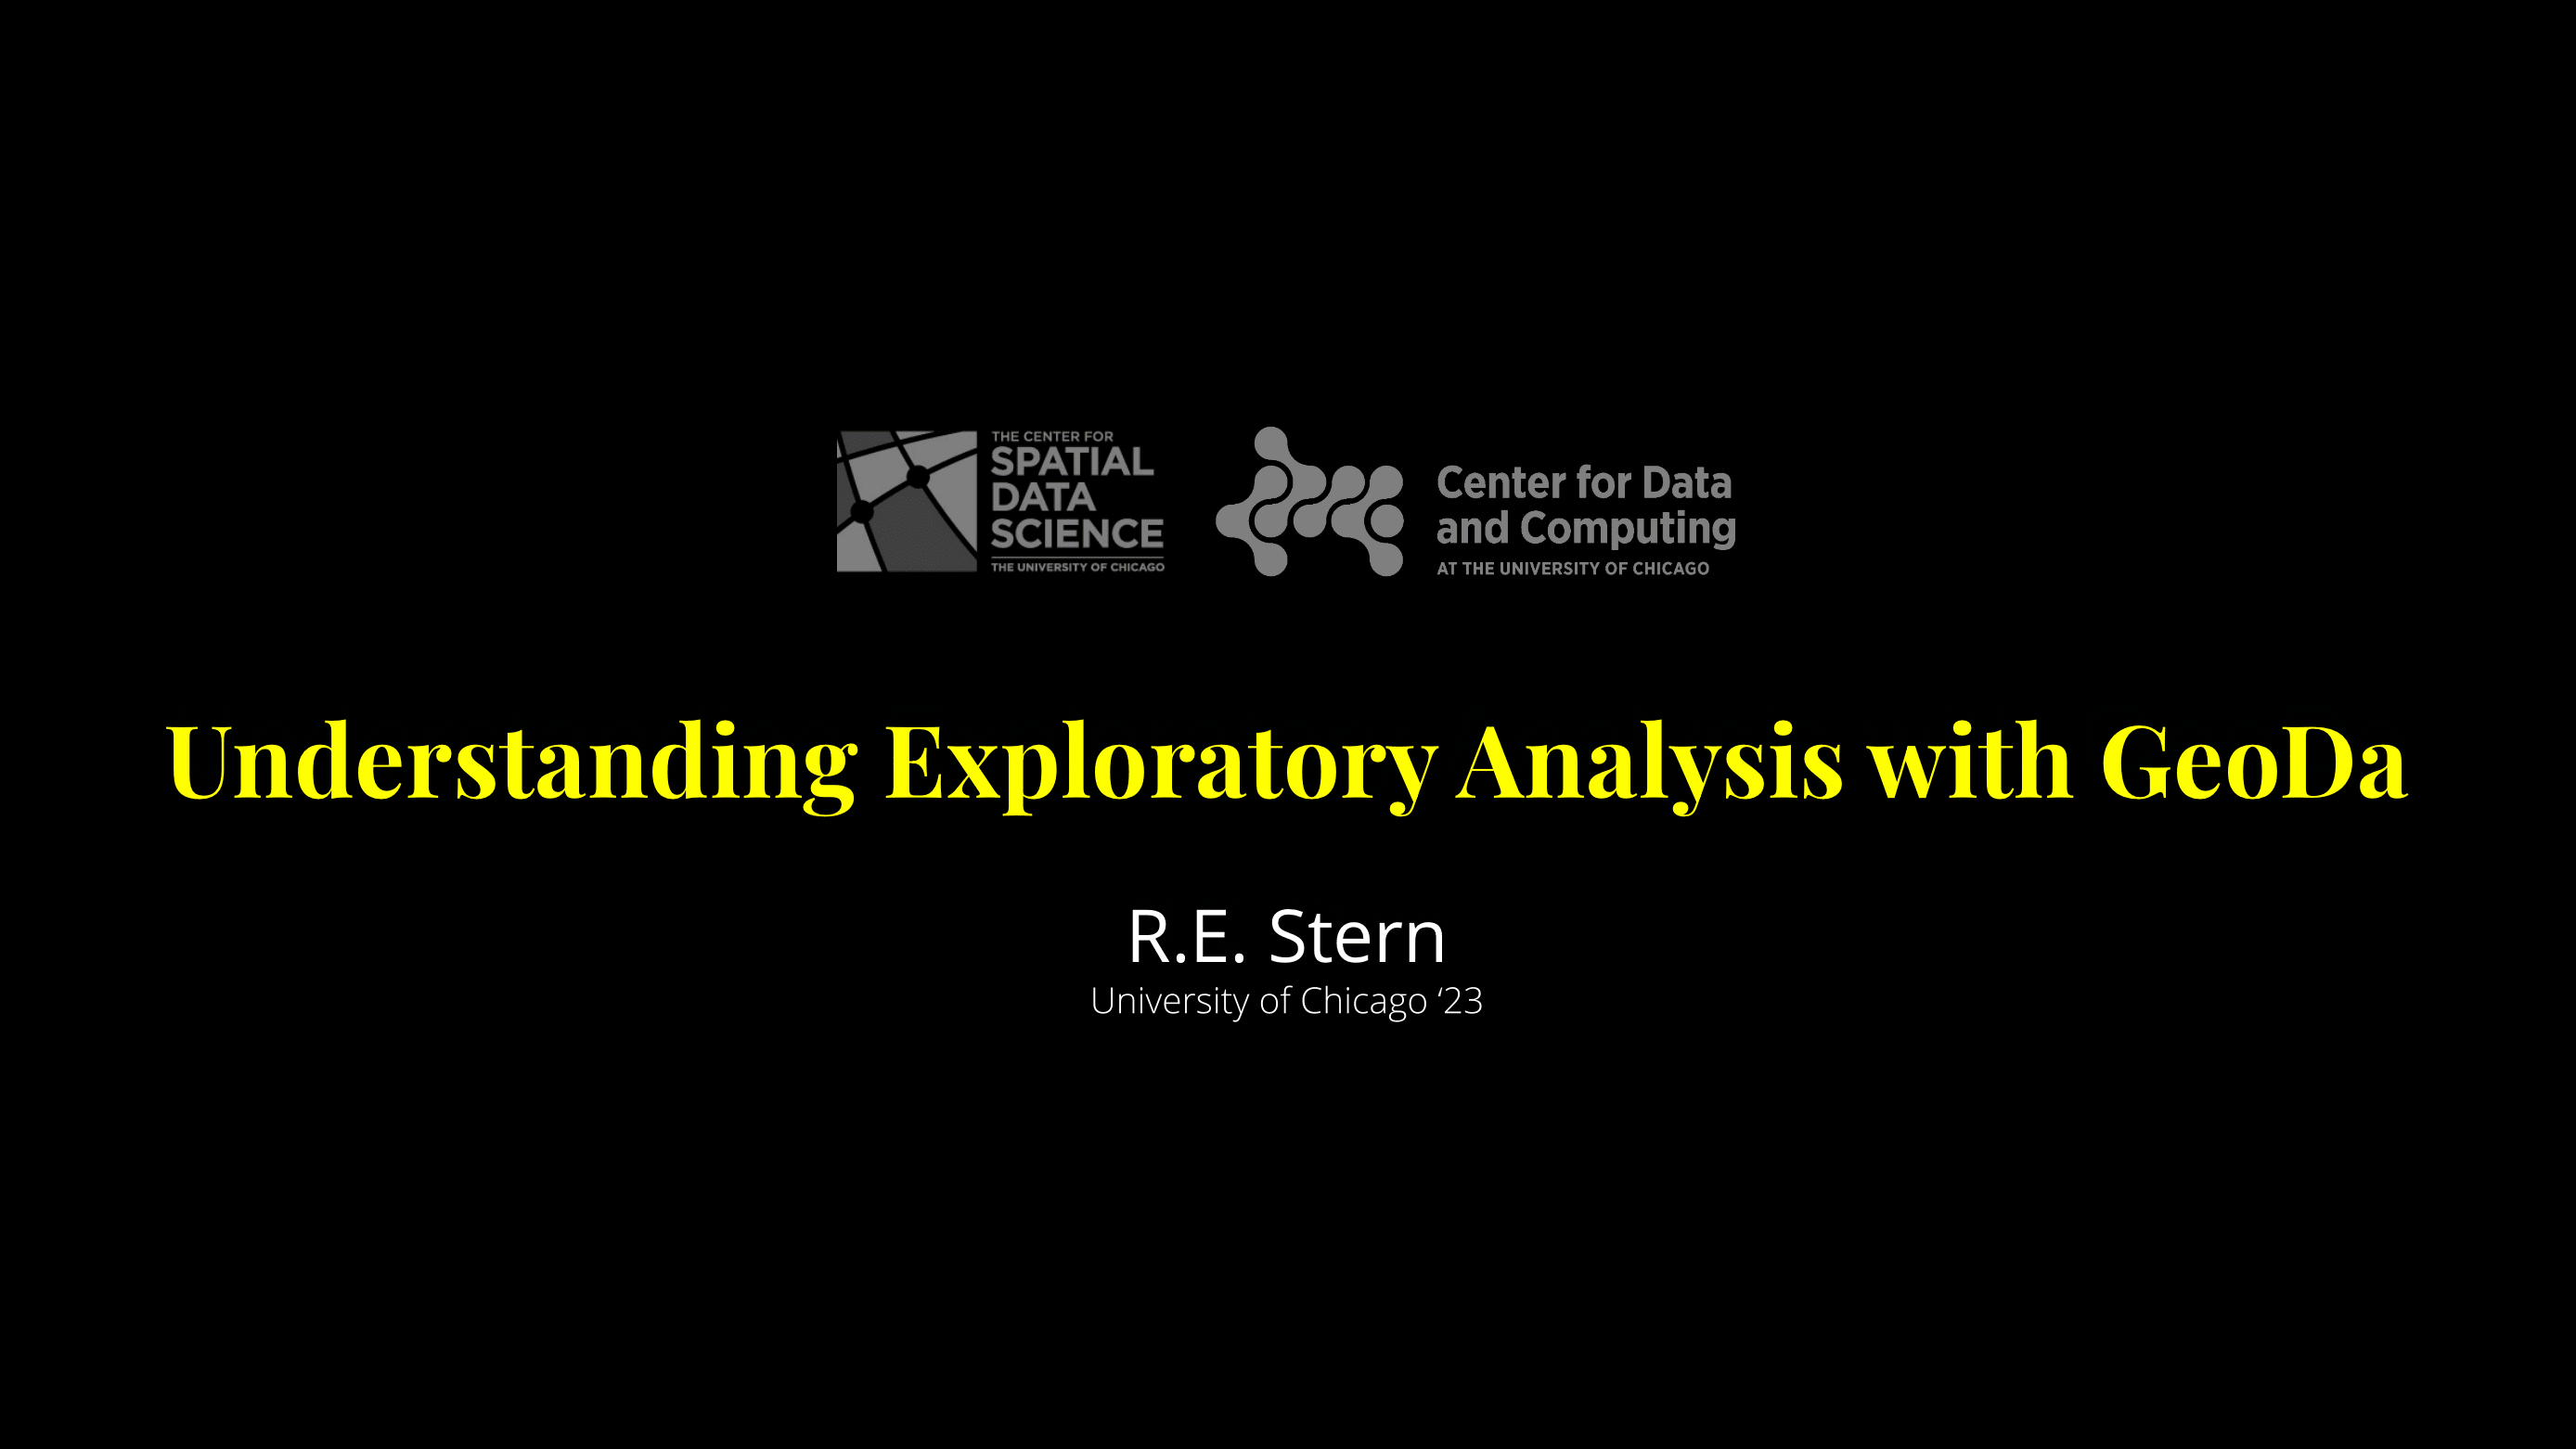 THE CENTER FOR
SPATIAL
DATA
SCIENCE
THE UNIVERSITY OF CHICAGO
Center for Data
and Computing
AT THE UNIVERSITY OF CHICAGO
Understanding Exploratory Analysis with GeoDa
R.E. Stern
University of Chicago ‘23